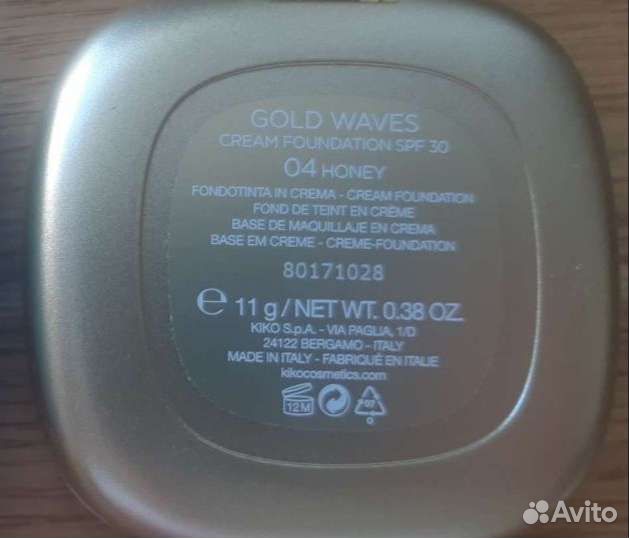 GOLD WAVES
CREAM FOUNDATION SPF 30
04 HONEY
FONDOTINTA IN CREMA - CREAM FOUNDATION
FOND DE TEINT EN CRÈME
BASE DE MAQUILLAJE EN CREMA
BASE EM CREME - CREME-FOUNDATION
80171028
℮ 11 g / NET WT. 0.38 OZ.
KIKO S.p.A. - VIA PAGLIA, 1/D
24122 BERGAMO - ITALY
MADE IN ITALY - FABRIQUÉ EN ITALIE
kikocosmetics.com
12M
07
O
Avito